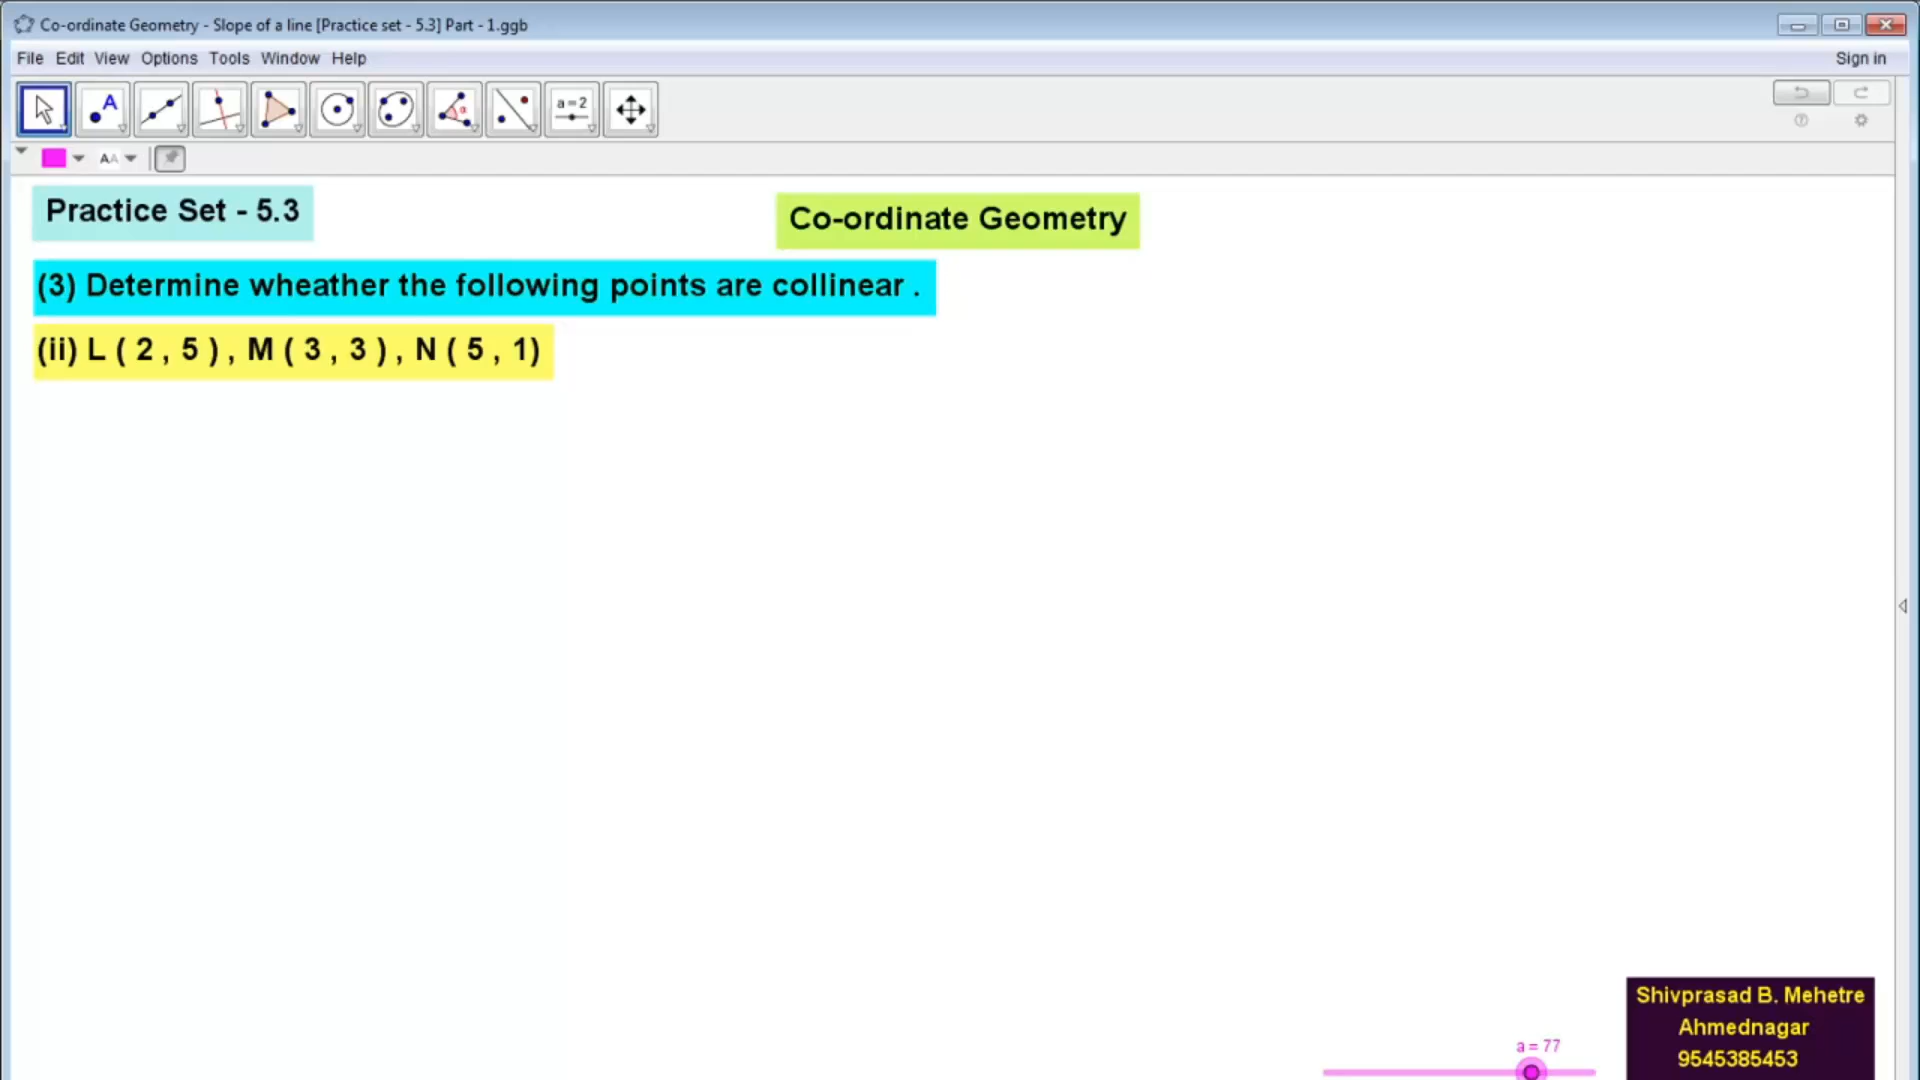 Co-ordinate Geometry - Slope of a line [Practice set - 5.3] Part - 1.ggb
File Edit View Options Tools Window Help
Sign in
A
α
a = 2
AA
Practice Set - 5.3
Co-ordinate Geometry
(3) Determine wheather the following points are collinear .
(ii) L ( 2 , 5 ) , M ( 3 , 3 ) , N ( 5 , 1)
a = 77
Shivprasad B. Mehetre
Ahmednagar
9545385453